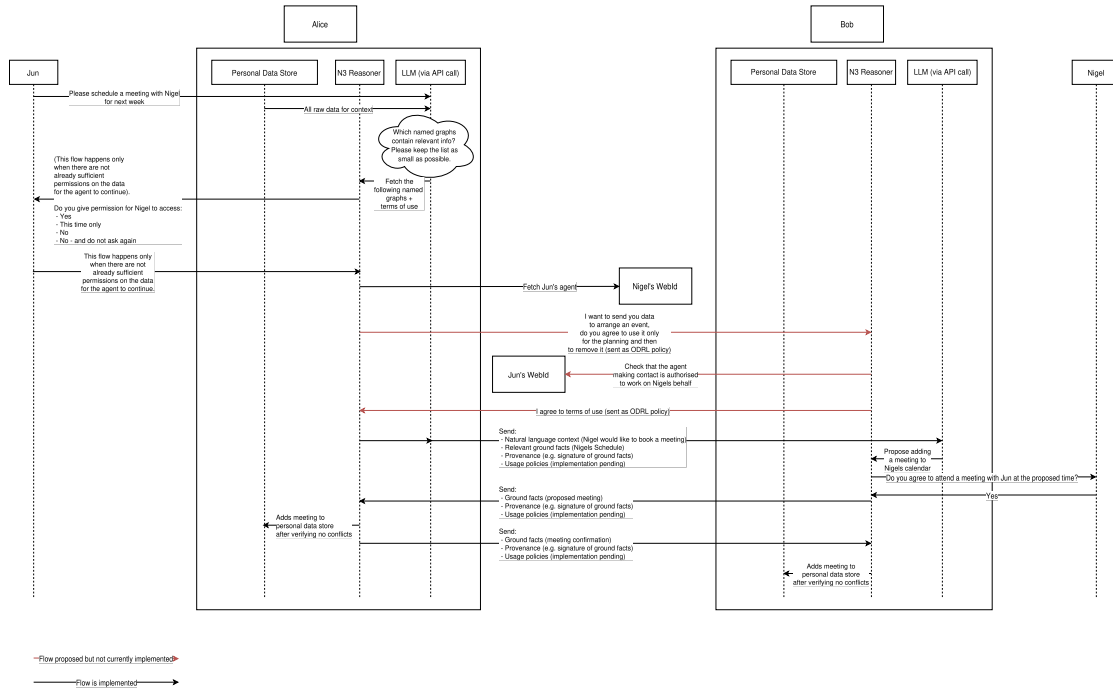 Alice
Bob
Jun
Personal Data Store
N3 Reasoner
LLM (via API call)
Personal Data Store
N3 Reasoner
LLM (via API call)
Nigel
Please schedule a meeting with Nigel
for next week
All raw data for context
Which named graphs
contain relevant info?
Please keep the list as
small as possible.
(This flow happens only
when there are not
already sufficient
permissions on the data
for the agent to continue).
Fetch the
following named
graphs +
terms of use
Do you give permission for Nigel to access:
- Yes
- This time only
- No
- No - and do not ask again
This flow happens only
when there are not
already sufficient
permissions on the data
for the agent to continue.
Fetch Jun's agent
Nigel's WebId
I want to send you data
to arrange an event,
do you agree to use it only
for the planning and then
to remove it (sent as ODRL policy)
Jun's WebId
Check that the agent
making contact is authorised
to work on Nigels behalf
I agree to terms of use (sent as ODRL policy)
Send:
- Natural language context (Nigel would like to book a meeting)
- Relevant ground facts (Nigels Schedule)
- Provenance (e.g. signature of ground facts)
- Usage policies (implementation pending)
Propose adding
a meeting to
Nigels calendar
Do you agree to attend a meeting with Jun at the proposed time?
Send:
- Ground facts (proposed meeting)
- Provenance (e.g. signature of ground facts)
- Usage policies (implementation pending)
Yes
Adds meeting to
personal data store
after verifying no conflicts
Send:
- Ground facts (meeting confirmation)
- Provenance (e.g. signature of ground facts)
- Usage policies (implementation pending)
Adds meeting to
personal data store
after verifying no conflicts
Flow proposed but not currently implemented
Flow is implemented